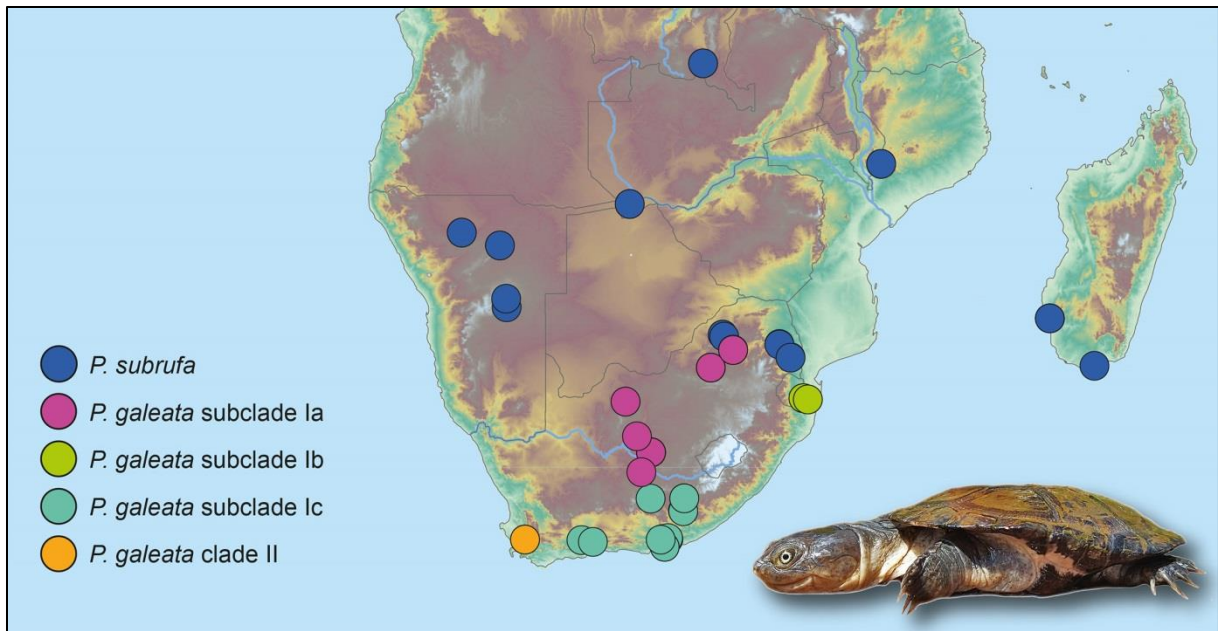 P. subrufa
P. galeata subclade Ia
P. galeata subclade Ib
P. galeata subclade Ic
P. galeata clade II